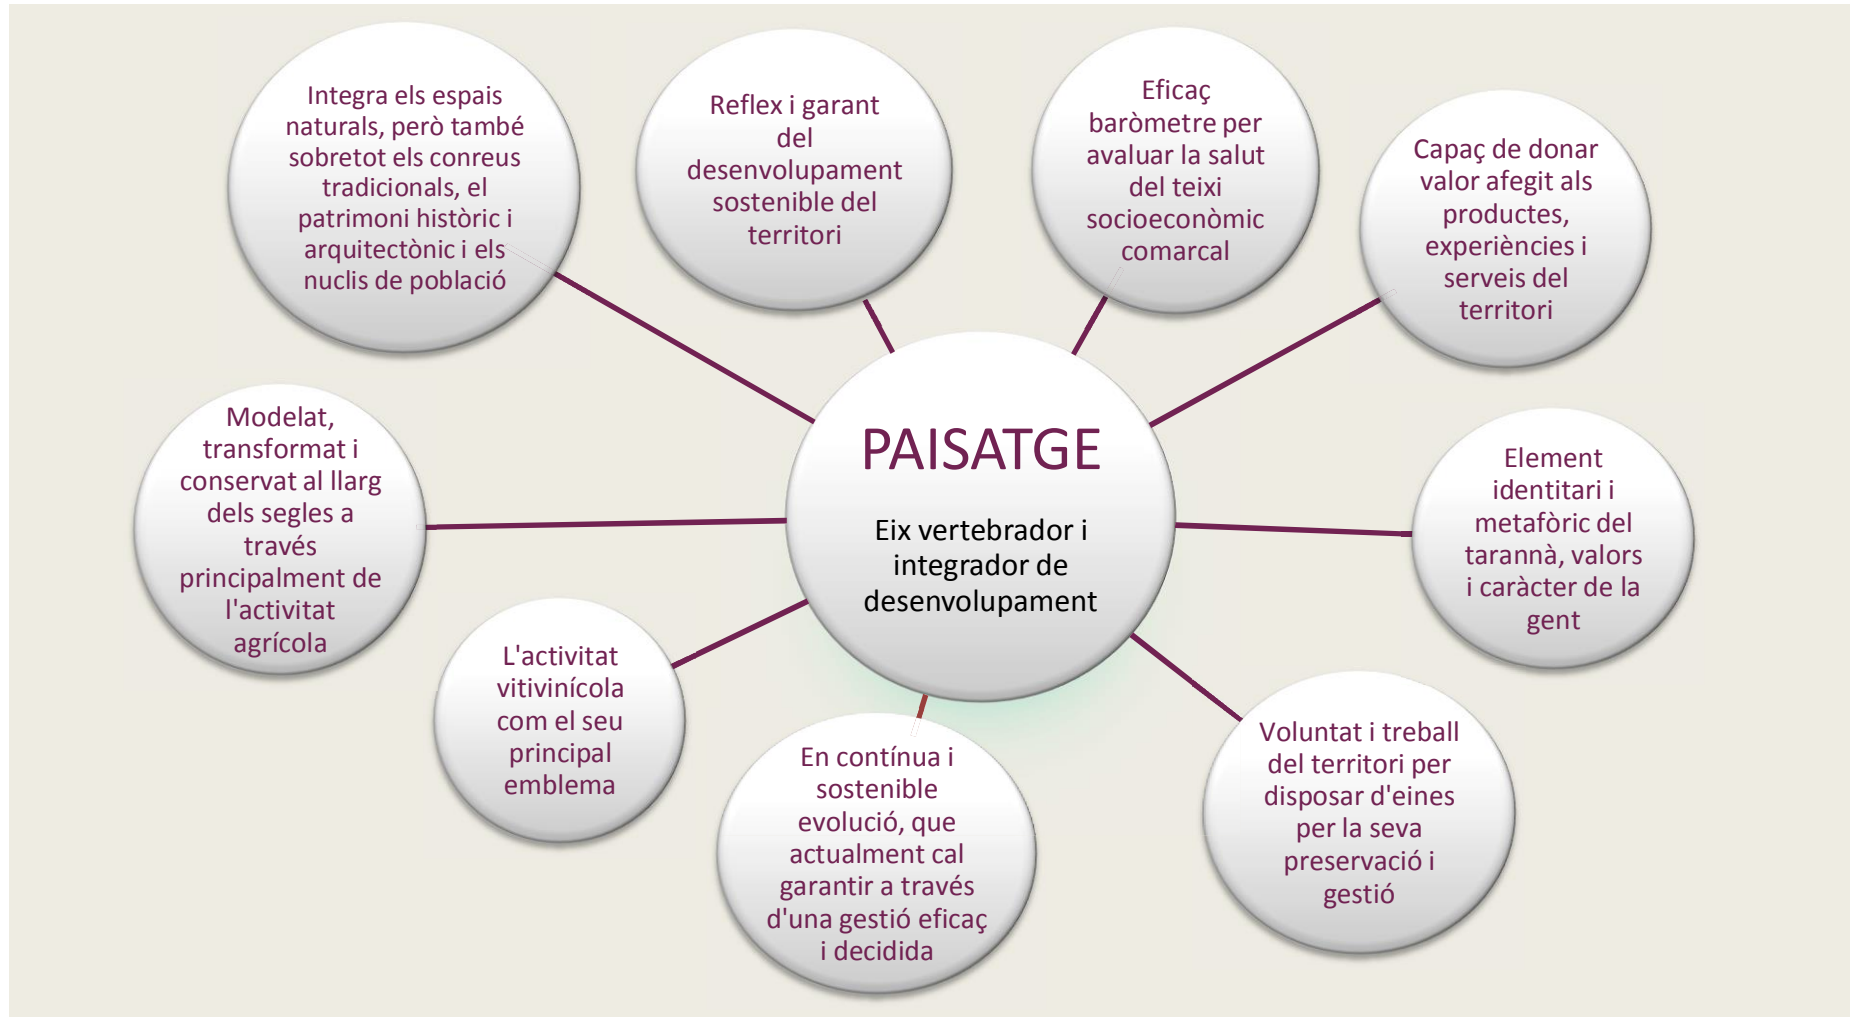 Integra els espais
naturals, però també
sobretot els conreus
tradicionals, el
patrimoni històric i
arquitectònic i els
nuclis de població
Reflex i garant
del
desenvolupament
sostenible del
territori
Eficaç
baròmetre per
avaluar la salut
del teixi
socioeconòmic
comarcal
Capaç de donar
valor afegit als
productes,
experiències i
serveis del
territori
Modelat,
transformat i
conservat al llarg
dels segles a
través
principalment de
l'activitat
agrícola
PAISATGE
Eix vertebrador i
integrador de
desenvolupament
Element
identitari i
metafòric del
tarannà, valors
i caràcter de la
gent
L'activitat
vitivinícola
com el seu
principal
emblema
En contínua i
sostenible
evolució, que
actualment cal
garantir a través
d'una gestió eficaç
i decidida
Voluntat i treball
del territori per
disposar d'eines
per la seva
preservació i
gestió